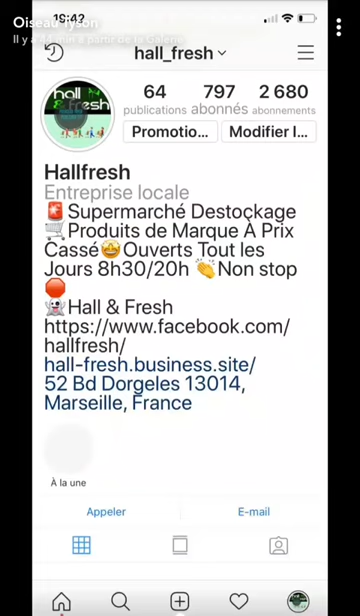 19:42
Oiseau Tyson
Il y a 44 min à partir de la Galerie
hall_fresh
hall
& fresh
64 797 2 680
publications abonnés abonnements
Promotio... Modifier l...
Hallfresh
Entreprise locale
🚨Supermarché Destockage
🛒Produits de Marque À Prix
Cassé🤩Ouverts Tout les
Jours 8h30/20h 👏Non stop
🛑
👻Hall & Fresh
https://www.facebook.com/
hallfresh/
hall-fresh.business.site/
52 Bd Dorgeles 13014,
Marseille, France
À la une
Appeler E-mail